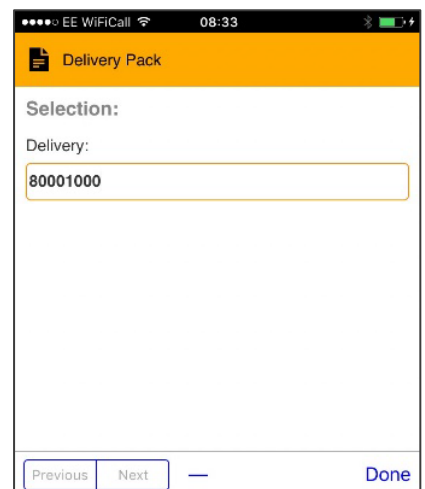 EE WiFiCall 08:33
Delivery Pack
Selection:
Delivery:
80001000
Previous Next — Done